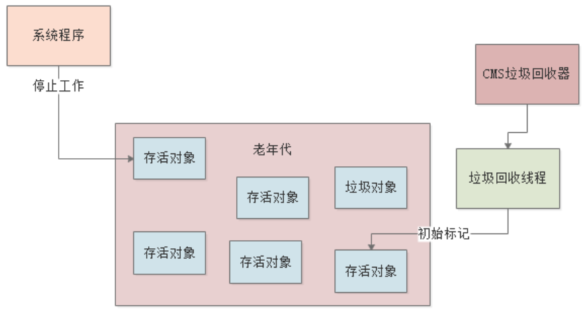 系统程序
停止工作
CMS垃圾回收器
老年代
存活对象
存活对象
垃圾对象
垃圾回收线程
初始标记
存活对象
存活对象
存活对象